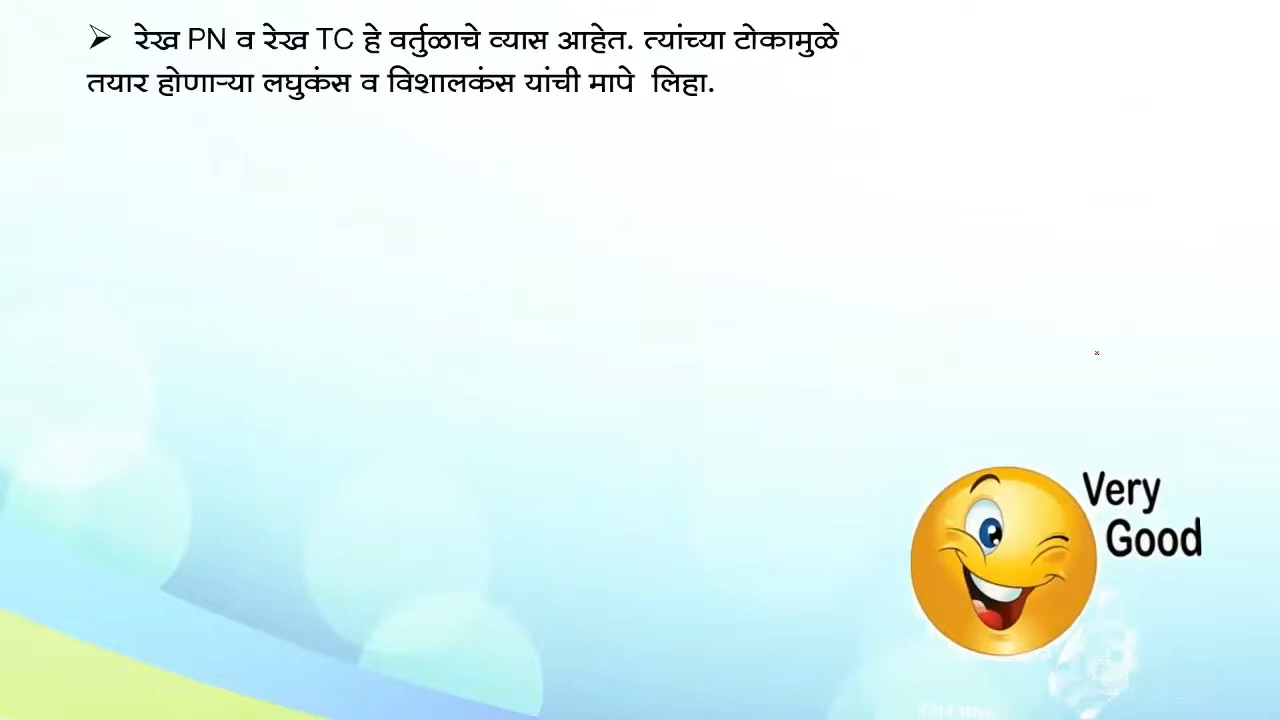 ➢ रेख PN व रेख TC हे वर्तुळाचे व्यास आहेत. त्यांच्या टोकामुळे
तयार होणाऱ्या लघुकंस व विशालकंस यांची मापे लिहा.
Very
Good